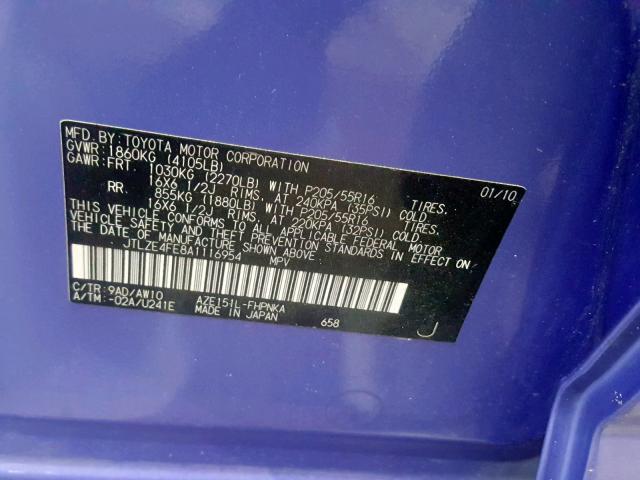 MFD. BY: TOYOTA MOTOR CORPORATION 01/10
GVWR: 1860KG (4105LB)
GAWR: FRT 1030KG (2270LB) WITH P205/55R16 TIRES,
16X6 1/2J RIMS, AT 240KPA (35PSI) COLD
RR 855KG (1880LB) WITH P205/55R16 TIRES,
16X6 1/2J RIMS, AT 220KPA (32PSI) COLD
THIS VEHICLE CONFORMS TO ALL APPLICABLE FEDERAL MOTOR
VEHICLE SAFETY AND THEFT PREVENTION STANDARDS IN EFFECT ON
THE DATE OF MANUFACTURE SHOWN ABOVE.
JTLZE4FE8A1116954 MPV
C/TR: 9AD/AW10 AZE151L-FHPNKA
A/TM: -02A/U241E MADE IN JAPAN 658 J